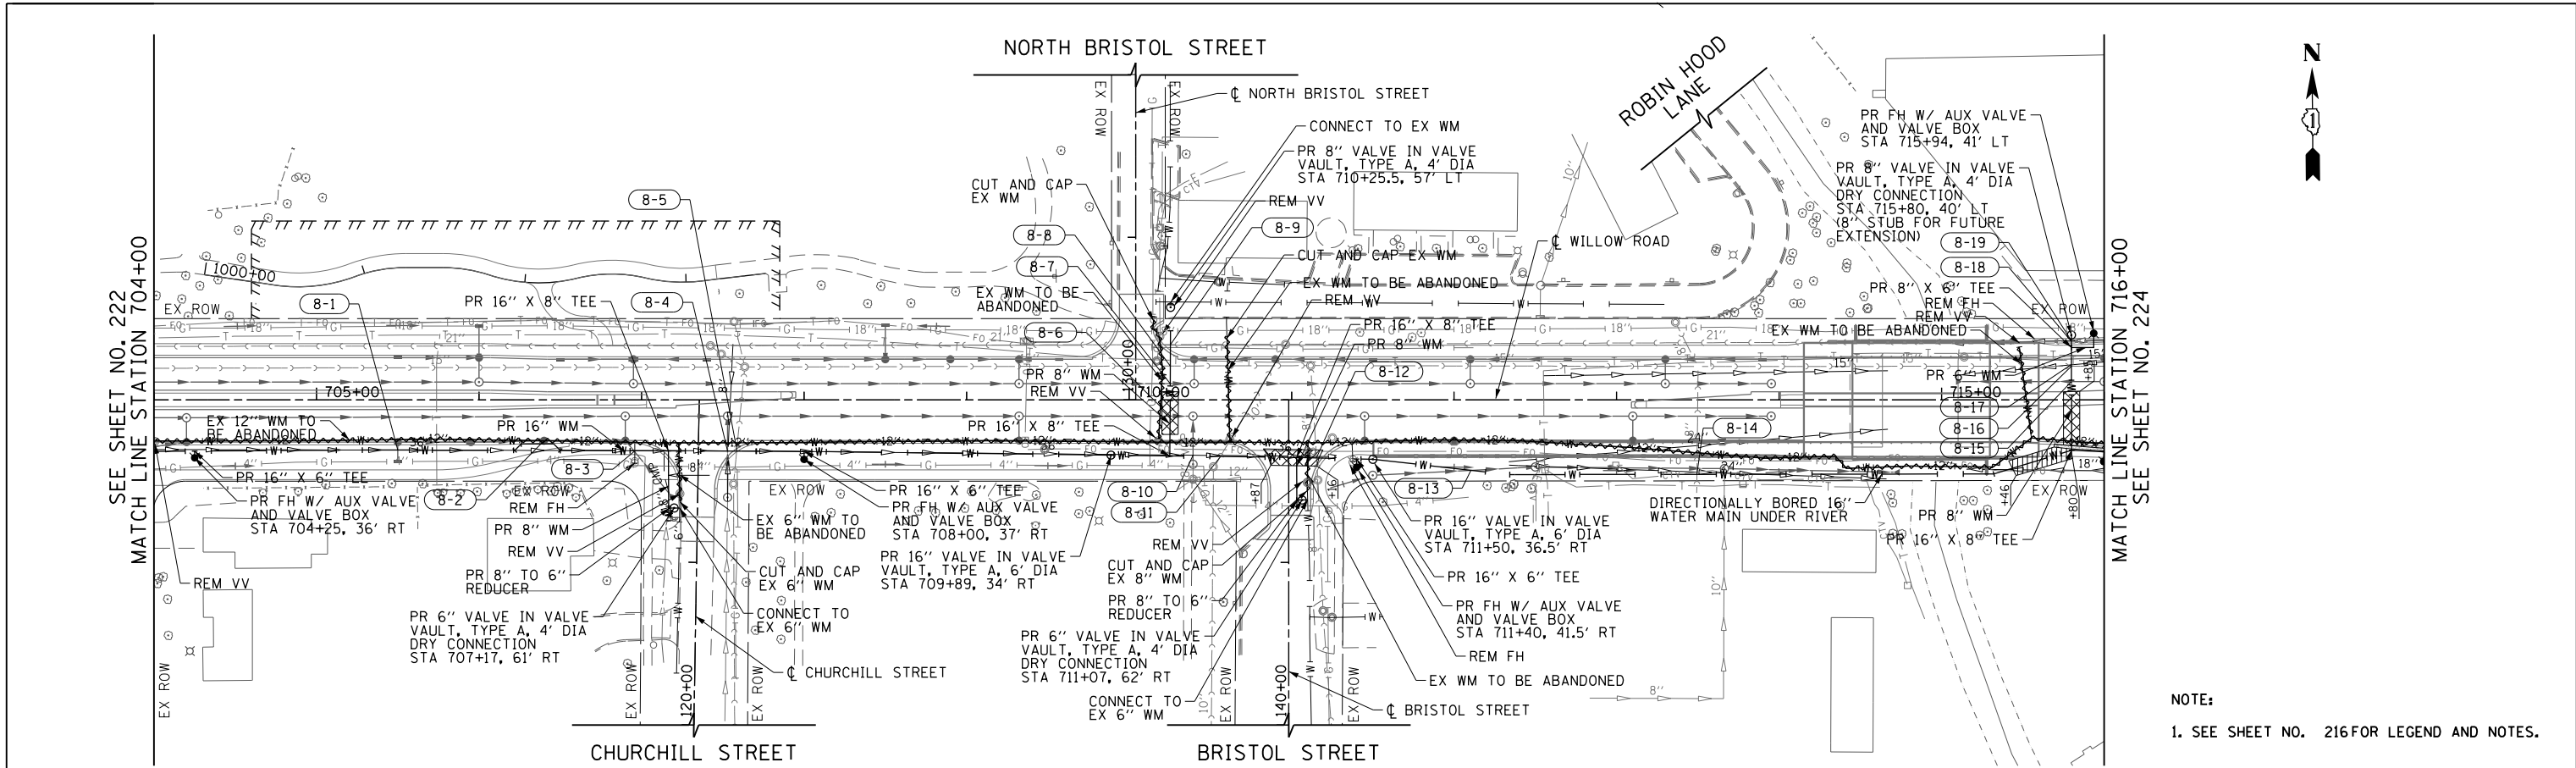 NORTH BRISTOL STREET
℄ NORTH BRISTOL STREET
EX ROW
EX ROW
ROBIN HOOD
LANE
N
1
CONNECT TO EX WM
PR 8" VALVE IN VALVE
VAULT, TYPE A, 4' DIA
STA 710+25.5, 57' LT
CUT AND CAP
EX WM
REM VV
8-5
8-8
8-9
8-7
CUT AND CAP EX WM
℄ WILLOW ROAD
EX WM TO BE
ABANDONED
EX WM TO BE ABANDONED
REM VV
8-6
PR 16" X 8" TEE
PR 8" WM
8-12
PR FH W/ AUX VALVE
AND VALVE BOX
STA 715+94, 41' LT
PR 8" VALVE IN VALVE
VAULT, TYPE A, 4' DIA
DRY CONNECTION
STA 715+80, 40' LT
(8" STUB FOR FUTURE
EXTENSION)
8-19
8-18
PR 8" X 6" TEE
REM FH
REM VV
EX ROW
EX WM TO BE ABANDONED
PR 6" WM
715+00
+85
8-17
8-16
8-15
8-14
SEE SHEET NO. 222
MATCH LINE STATION 704+00
MATCH LINE STATION 716+00
SEE SHEET NO. 224
1000+00
8-1
EX ROW
PR 16" X 8" TEE
8-4
705+00
130+00
710+00
PR 8" WM
REM VV
EX 12" WM TO
BE ABANDONED
PR 16" WM
PR 16" X 8" TEE
8-3
PR 16" X 6" TEE
PR FH W/ AUX VALVE
AND VALVE BOX
STA 704+25, 36' RT
8-2
EX ROW
REM FH
PR 8" WM
REM VV
PR 8" TO 6"
REDUCER
REM VV
PR 6" VALVE IN VALVE
VAULT, TYPE A, 4' DIA
DRY CONNECTION
STA 707+17, 61' RT
EX 6" WM TO
BE ABANDONED
CUT AND CAP
EX 6" WM
CONNECT TO
EX 6" WM
℄ CHURCHILL STREET
EX ROW
PR 16" X 6" TEE
PR FH W/ AUX VALVE
AND VALVE BOX
STA 708+00, 37' RT
PR 16" VALVE IN VALVE
VAULT, TYPE A, 6' DIA
STA 709+89, 34' RT
8-10
8-11
+87
+16
REM VV
CUT AND CAP
EX 8" WM
PR 8" TO 6"
REDUCER
PR 6" VALVE IN VALVE
VAULT, TYPE A, 4' DIA
DRY CONNECTION
STA 711+07, 62' RT
CONNECT TO
EX 6" WM
8-13
PR 16" VALVE IN VALVE
VAULT, TYPE A, 6' DIA
STA 711+50, 36.5' RT
PR 16" X 6" TEE
PR FH W/ AUX VALVE
AND VALVE BOX
STA 711+40, 41.5' RT
REM FH
EX WM TO BE ABANDONED
℄ BRISTOL STREET
DIRECTIONALLY BORED 16"
WATER MAIN UNDER RIVER
+46
+80
EX ROW
PR 8" WM
PR 16" X 8" TEE
EX ROW
EX ROW
120+00
EX ROW
EX ROW
140+00
EX ROW
CHURCHILL STREET
BRISTOL STREET
NOTE:
1. SEE SHEET NO. 216 FOR LEGEND AND NOTES.